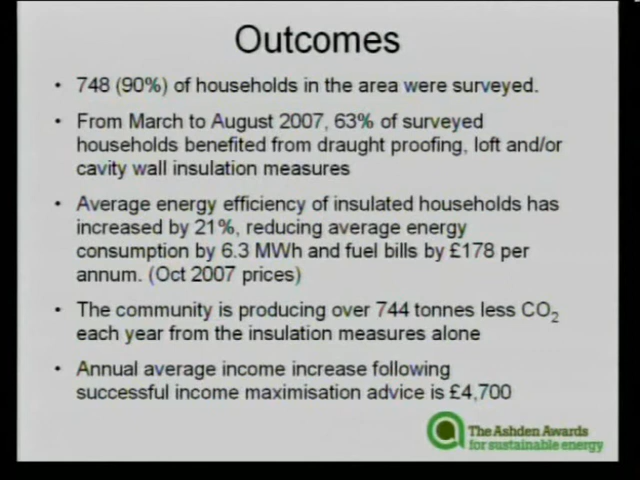 Outcomes
• 748 (90%) of households in the area were surveyed.
• From March to August 2007, 63% of surveyed
households benefited from draught proofing, loft and/or
cavity wall insulation measures
• Average energy efficiency of insulated households has
increased by 21%, reducing average energy
consumption by 6.3 MWh and fuel bills by £178 per
annum. (Oct 2007 prices)
• The community is producing over 744 tonnes less CO₂
each year from the insulation measures alone
• Annual average income increase following
successful income maximisation advice is £4,700
The Ashden Awards
for sustainable energy